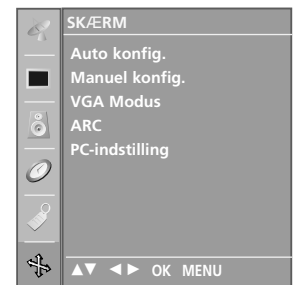 SKÆRM
Auto konfig.
Manuel konfig.
VGA Modus
ARC
PC-indstilling
▲▼ ◄► OK MENU